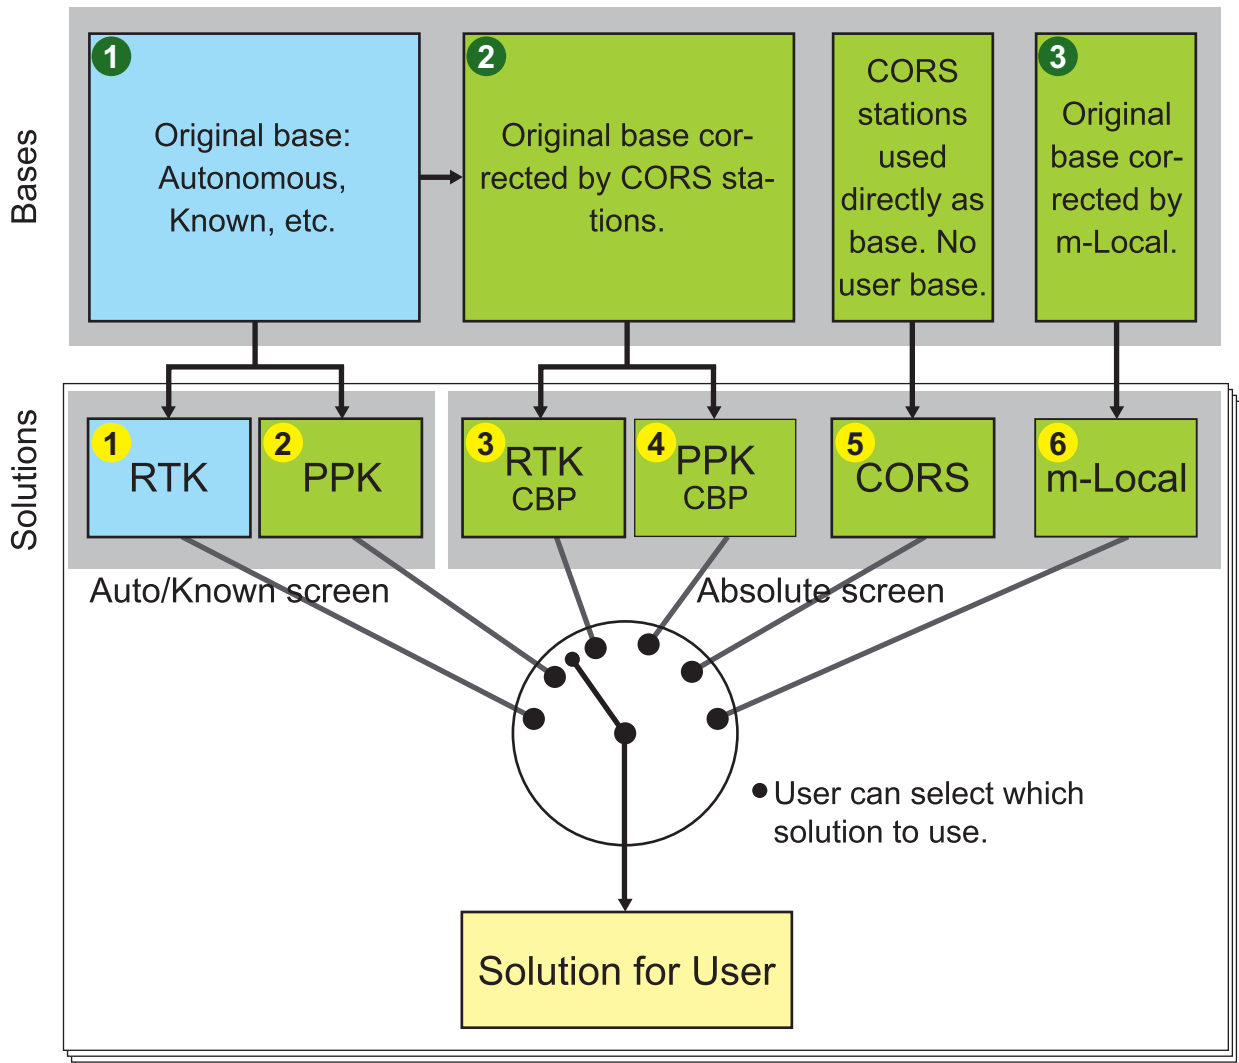 Bases
1
Original base:
Autonomous,
Known, etc.
2
Original base cor-
rected by CORS sta-
tions.
CORS
stations
used
directly as
base. No
user base.
3
Original
base cor-
rected by
m-Local.
Solutions
1
RTK
2
PPK
3
RTK
CBP
4
PPK
CBP
5
CORS
6
m-Local
Auto/Known screen
Absolute screen
● User can select which
solution to use.
Solution for User